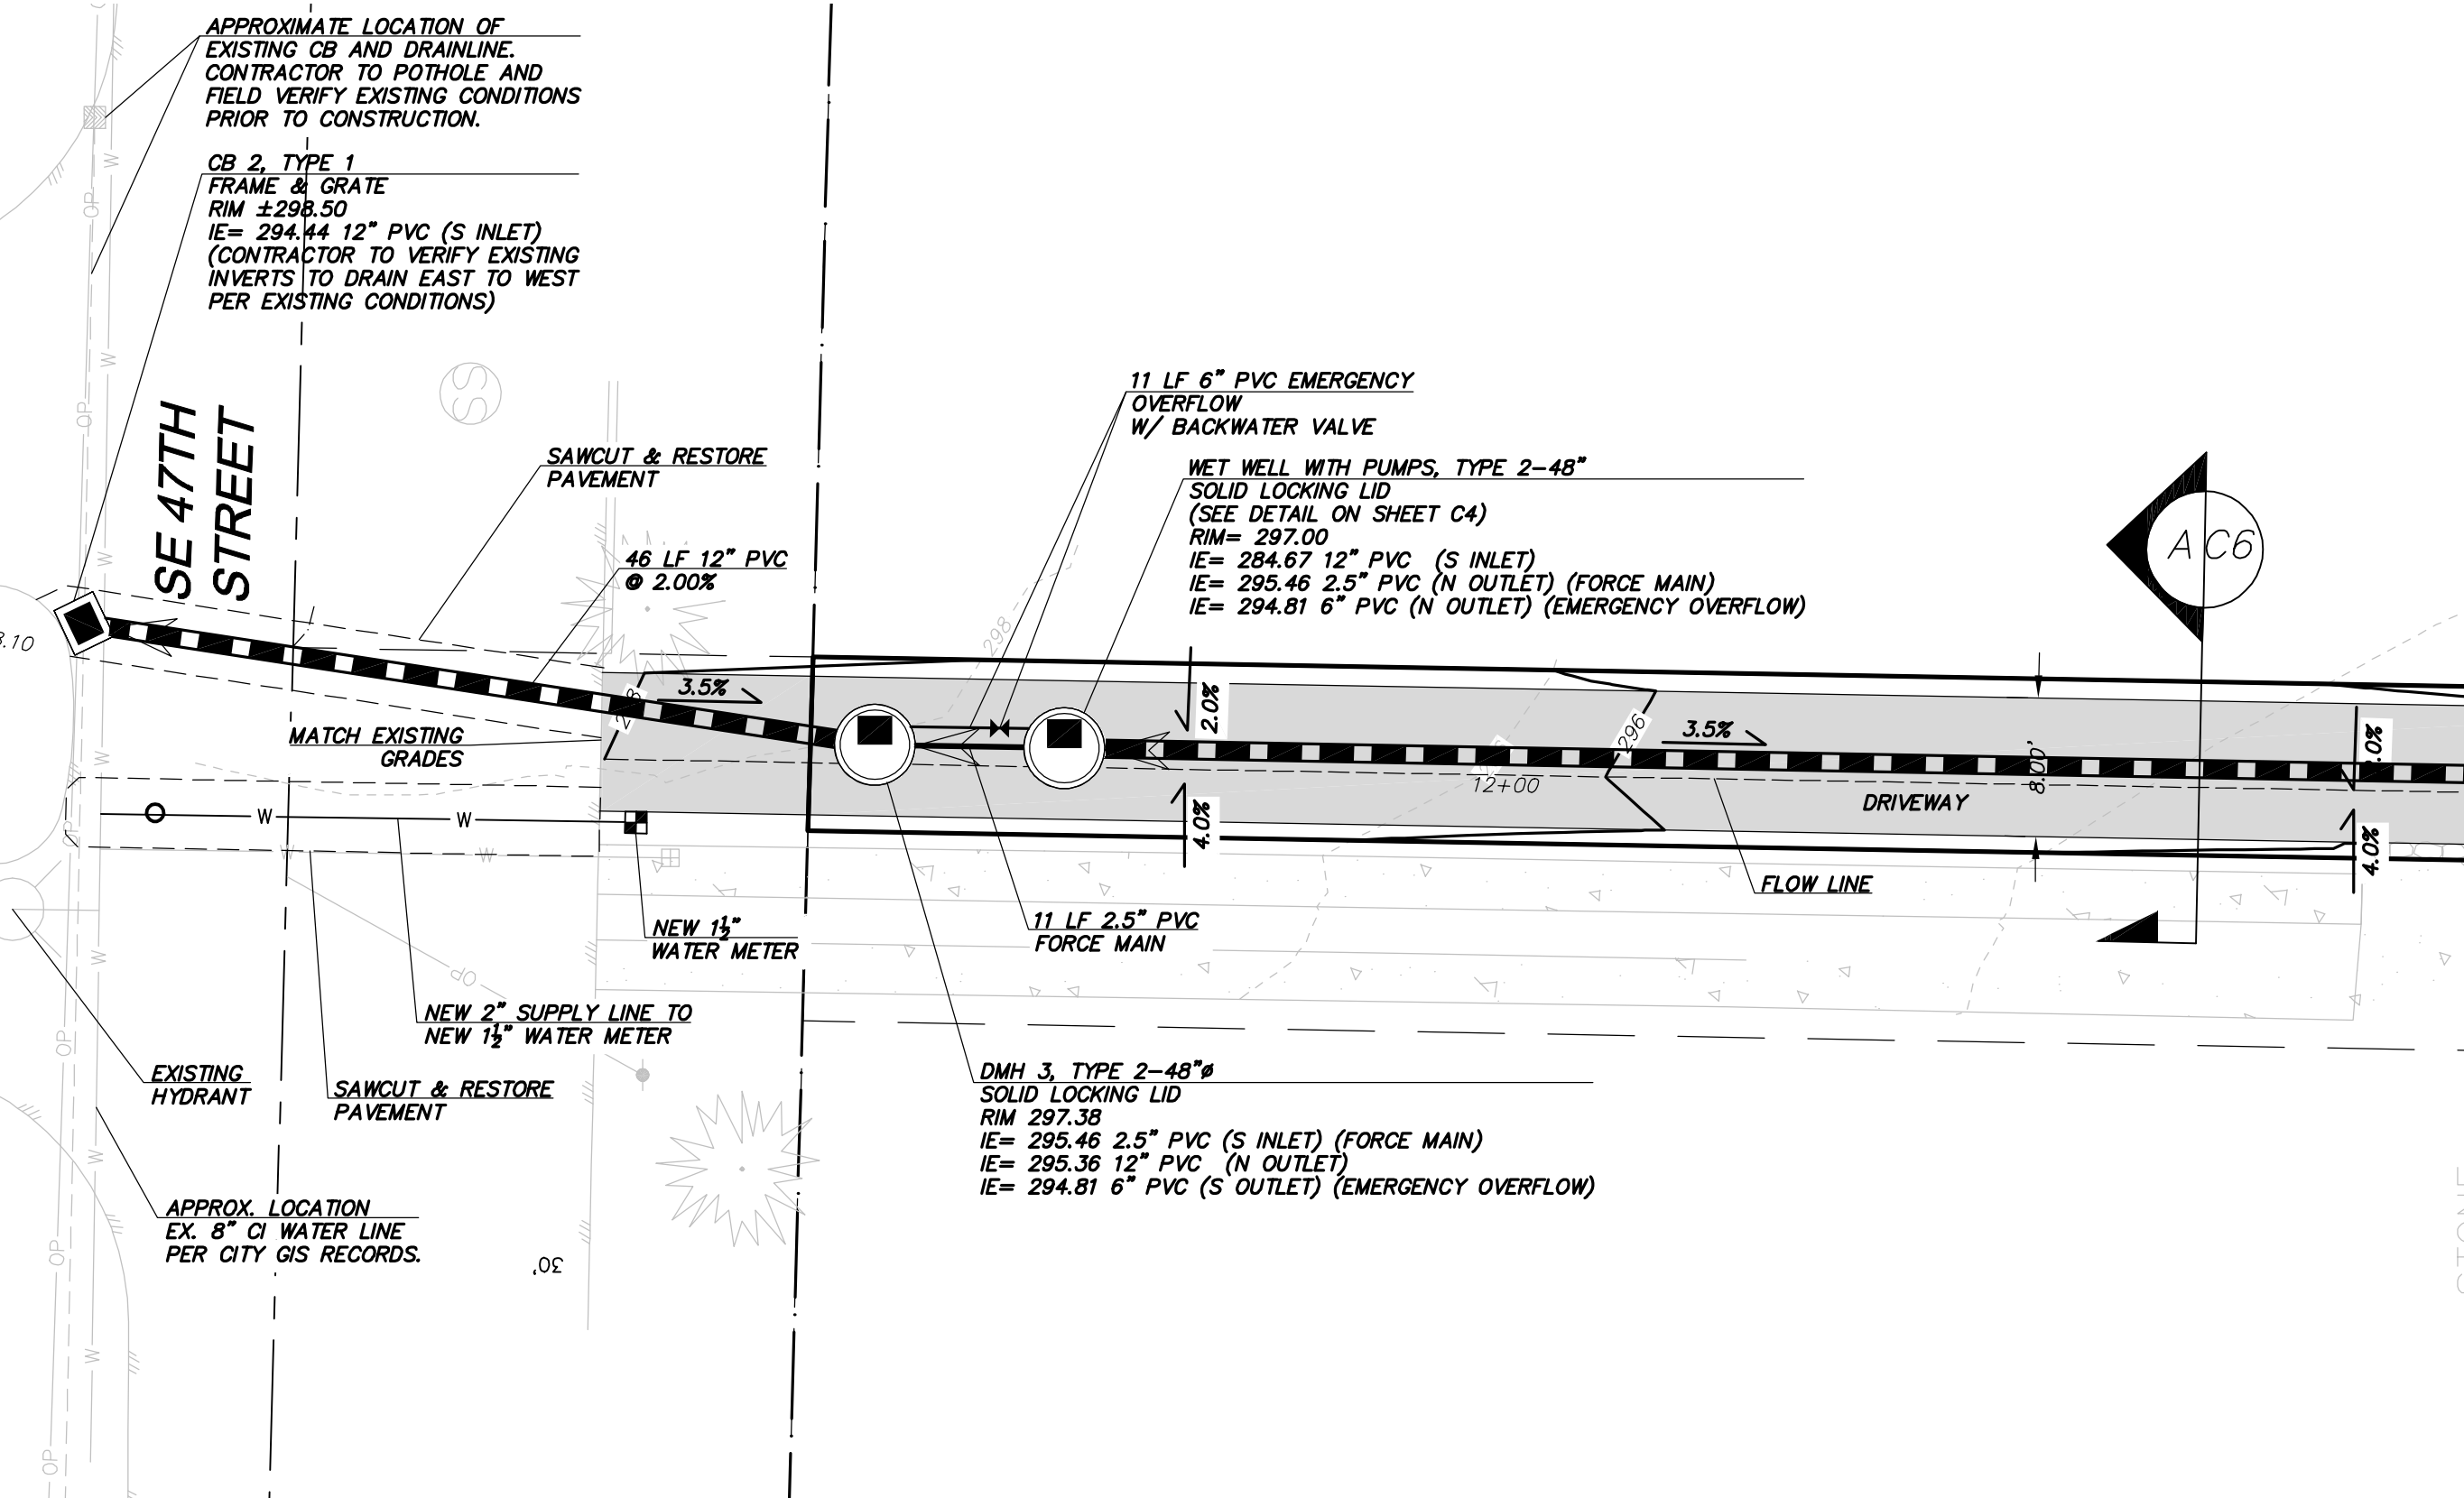 APPROXIMATE LOCATION OF
EXISTING CB AND DRAINLINE.
CONTRACTOR TO POTHOLE AND
FIELD VERIFY EXISTING CONDITIONS
PRIOR TO CONSTRUCTION.
CB 2, TYPE 1
FRAME & GRATE
RIM ±298.50
IE= 294.44 12" PVC (S INLET)
(CONTRACTOR TO VERIFY EXISTING
INVERTS TO DRAIN EAST TO WEST
PER EXISTING CONDITIONS)
SE 47TH
STREET
S
SAWCUT & RESTORE
PAVEMENT
46 LF 12" PVC
@ 2.00%
11 LF 6" PVC EMERGENCY
OVERFLOW
W/ BACKWATER VALVE
WET WELL WITH PUMPS, TYPE 2-48"
SOLID LOCKING LID
(SEE DETAIL ON SHEET C4)
RIM= 297.00
IE= 284.67 12" PVC (S INLET)
IE= 295.46 2.5" PVC (N OUTLET) (FORCE MAIN)
IE= 294.81 6" PVC (N OUTLET) (EMERGENCY OVERFLOW)
A C6
298
3.5%
2.0%
296
3.5%
8.00'
12+00
DRIVEWAY
4.0%
4.0%
FLOW LINE
MATCH EXISTING
GRADES
W
W
W
W
W
W
W
W
W
W
W
W
OP
OP
OP
OP
OP
OP
OP
NEW 1½"
WATER METER
11 LF 2.5" PVC
FORCE MAIN
NEW 2" SUPPLY LINE TO
NEW 1½" WATER METER
EXISTING
HYDRANT
SAWCUT & RESTORE
PAVEMENT
DMH 3, TYPE 2-48"ø
SOLID LOCKING LID
RIM 297.38
IE= 295.46 2.5" PVC (S INLET) (FORCE MAIN)
IE= 295.36 12" PVC (N OUTLET)
IE= 294.81 6" PVC (S OUTLET) (EMERGENCY OVERFLOW)
APPROX. LOCATION
EX. 8" CI WATER LINE
PER CITY GIS RECORDS.
30'